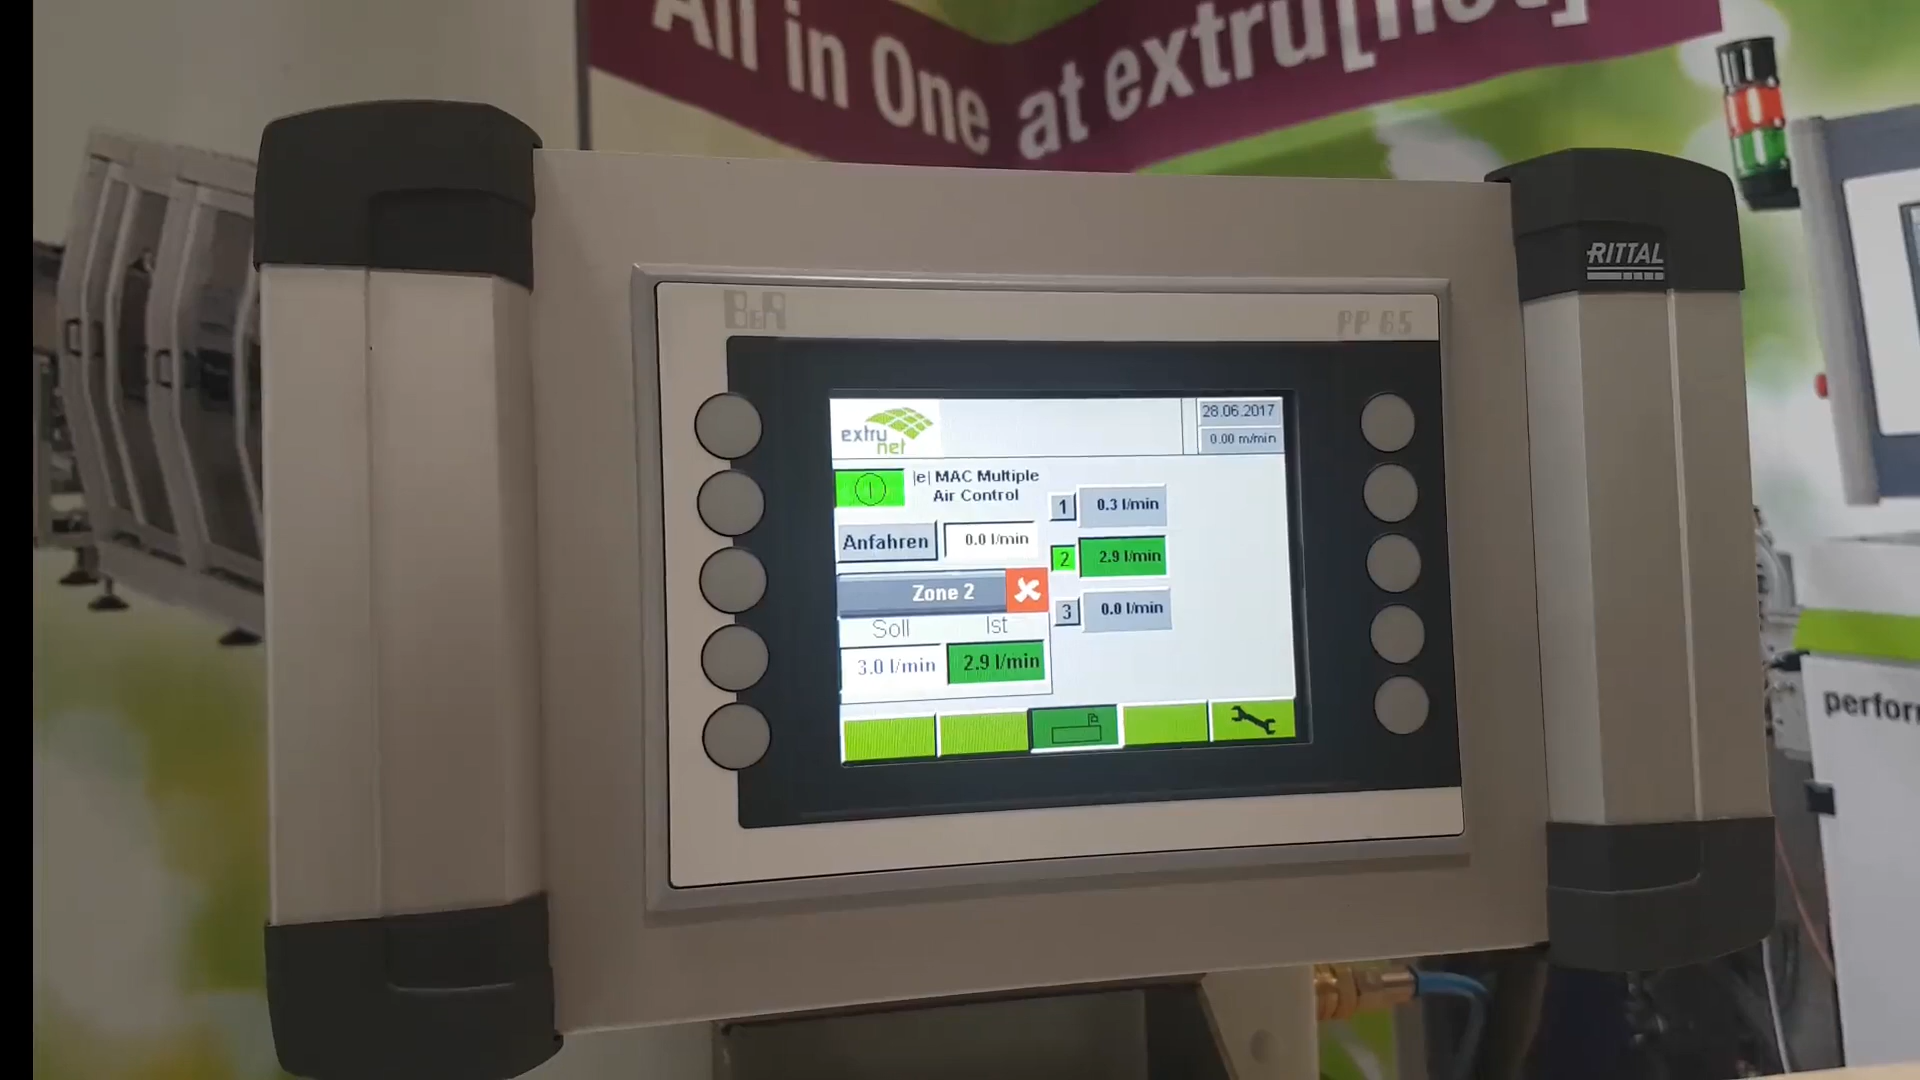 All in One at extru[net]
RITTAL
B&R
PP 65
extru
net
28.06.2017
0.00 m/min
|e| MAC Multiple
Air Control
1
0.3 l/min
Anfahren
0.0 l/min
2
2.9 l/min
Zone 2
3
0.0 l/min
Soll
Ist
3.0 l/min
2.9 l/min